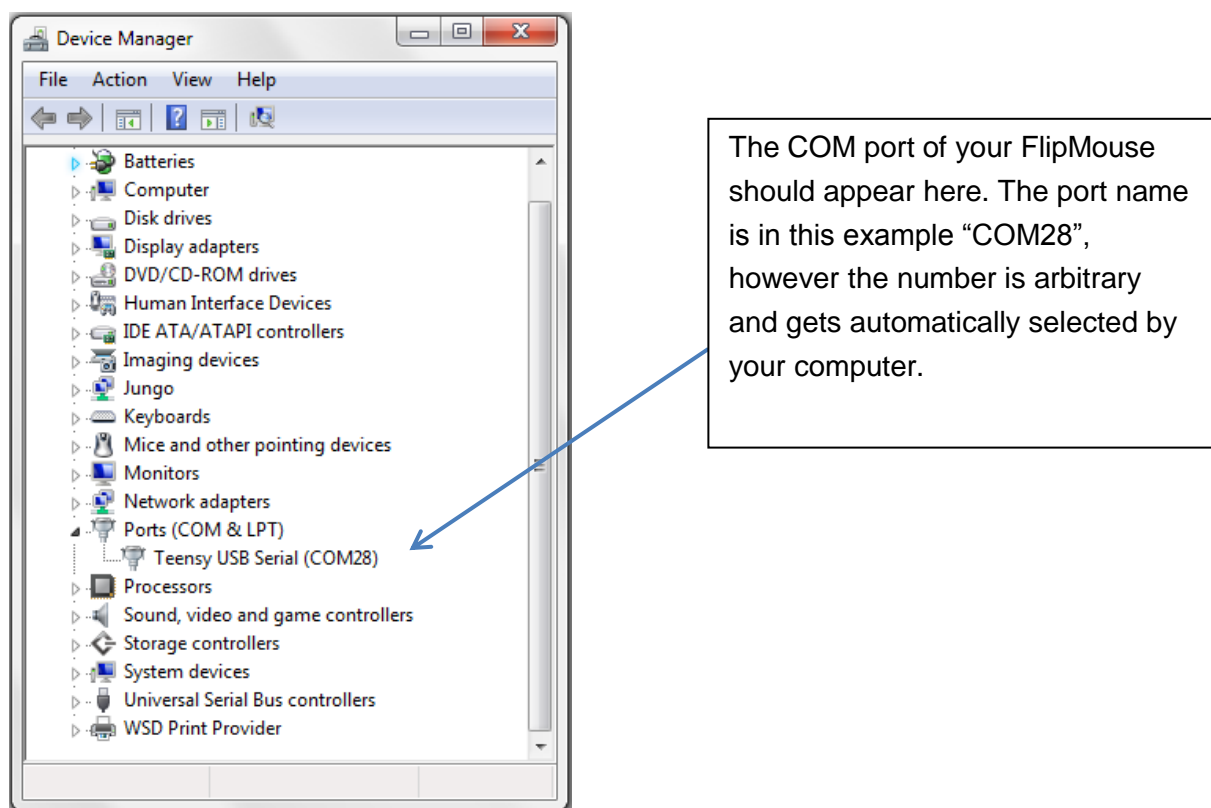 Device Manager
File Action View Help
Batteries
Computer
Disk drives
Display adapters
DVD/CD-ROM drives
Human Interface Devices
IDE ATA/ATAPI controllers
Imaging devices
Jungo
Keyboards
Mice and other pointing devices
Monitors
Network adapters
Ports (COM & LPT)
Teensy USB Serial (COM28)
Processors
Sound, video and game controllers
Storage controllers
System devices
Universal Serial Bus controllers
WSD Print Provider
The COM port of your FlipMouse
should appear here. The port name
is in this example “COM28”,
however the number is arbitrary
and gets automatically selected by
your computer.